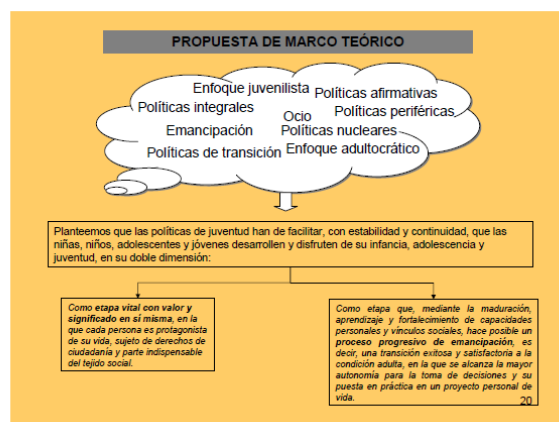 PROPUESTA DE MARCO TEÓRICO
Enfoque juvenilista
Políticas afirmativas
Políticas integrales
Ocio
Políticas periféricas
Emancipación
Políticas nucleares
Políticas de transición
Enfoque adultocrático
Planteemos que las políticas de juventud han de facilitar, con estabilidad y continuidad, que las
niñas, niños, adolescentes y jóvenes desarrollen y disfruten de su infancia, adolescencia y
juventud, en su doble dimensión:
Como etapa vital con valor y
significado en sí misma, en la
que cada persona es protagonista
de su vida, sujeto de derechos de
ciudadanía y parte indispensable
del tejido social.
Como etapa que, mediante la maduración,
aprendizaje y fortalecimiento de capacidades
personales y vínculos sociales, hace posible un
proceso progresivo de emancipación, es
decir, una transición exitosa y satisfactoria a la
condición adulta, en la que se alcanza la mayor
autonomía para la toma de decisiones y su
puesta en práctica en un proyecto personal de
vida.
20